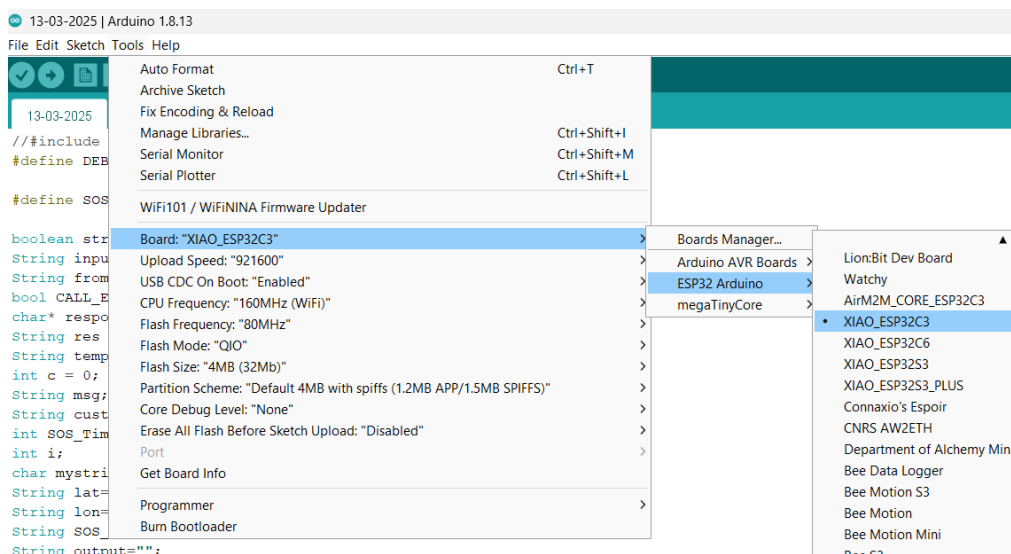 13-03-2025 | Arduino 1.8.13
File Edit Sketch Tools Help
13-03-2025
//#include
#define DEB
#define SOS
boolean str
String inpu
String from
bool CALL_E
char* respo
String res
String temp
int c = 0;
String msg;
String cust
int SOS_Tim
int i;
char mystri
String lat=
String lon=
String SOS_
String output="";
Auto Format Ctrl+T
Archive Sketch
Fix Encoding & Reload
Manage Libraries... Ctrl+Shift+I
Serial Monitor Ctrl+Shift+M
Serial Plotter Ctrl+Shift+L
WiFi101 / WiFiNINA Firmware Updater
Board: "XIAO_ESP32C3"
Upload Speed: "921600"
USB CDC On Boot: "Enabled"
CPU Frequency: "160MHz (WiFi)"
Flash Frequency: "80MHz"
Flash Mode: "QIO"
Flash Size: "4MB (32Mb)"
Partition Scheme: "Default 4MB with spiffs (1.2MB APP/1.5MB SPIFFS)"
Core Debug Level: "None"
Erase All Flash Before Sketch Upload: "Disabled"
Port
Get Board Info
Programmer
Burn Bootloader
Boards Manager...
Arduino AVR Boards
ESP32 Arduino
megaTinyCore
Lion:Bit Dev Board
Watchy
AirM2M_CORE_ESP32C3
XIAO_ESP32C3
XIAO_ESP32C6
XIAO_ESP32S3
XIAO_ESP32S3_PLUS
Connaxio's Espoir
CNRS AW2ETH
Department of Alchemy Min
Bee Data Logger
Bee Motion S3
Bee Motion
Bee Motion Mini